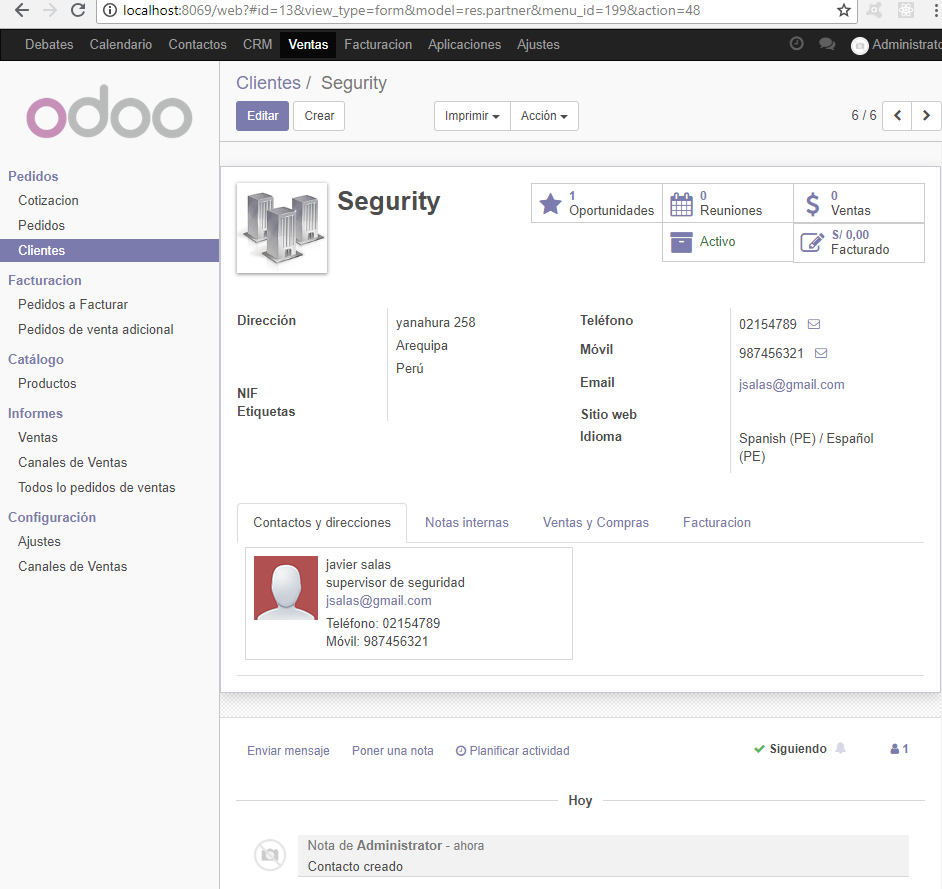 localhost:8069/web?#id=13&view_type=form&model=res.partner&menu_id=199&action=48
Debates Calendario Contactos CRM Ventas Facturacion Aplicaciones Ajustes Administrato
odoo
Pedidos
Cotizacion
Pedidos
Clientes
Facturacion
Pedidos a Facturar
Pedidos de venta adicional
Catálogo
Productos
Informes
Ventas
Canales de Ventas
Todos lo pedidos de ventas
Configuración
Ajustes
Canales de Ventas
Clientes / Segurity
Editar Crear Imprimir Acción 6 / 6
Segurity
1 Oportunidades
0 Reuniones
$ 0 Ventas
Activo
S/ 0,00 Facturado
Dirección
yanahura 258
Arequipa
Perú
NIF
Etiquetas
Teléfono 02154789
Móvil 987456321
Email jsalas@gmail.com
Sitio web
Idioma Spanish (PE) / Español
(PE)
Contactos y direcciones Notas internas Ventas y Compras Facturacion
javier salas
supervisor de seguridad
jsalas@gmail.com
Teléfono: 02154789
Móvil: 987456321
Enviar mensaje Poner una nota Planificar actividad Siguiendo 1
Hoy
Nota de Administrator - ahora
Contacto creado